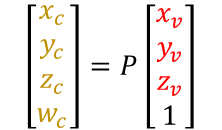 [x_c y_c z_c w_c]ᵀ = P [x_v y_v z_v 1]ᵀ